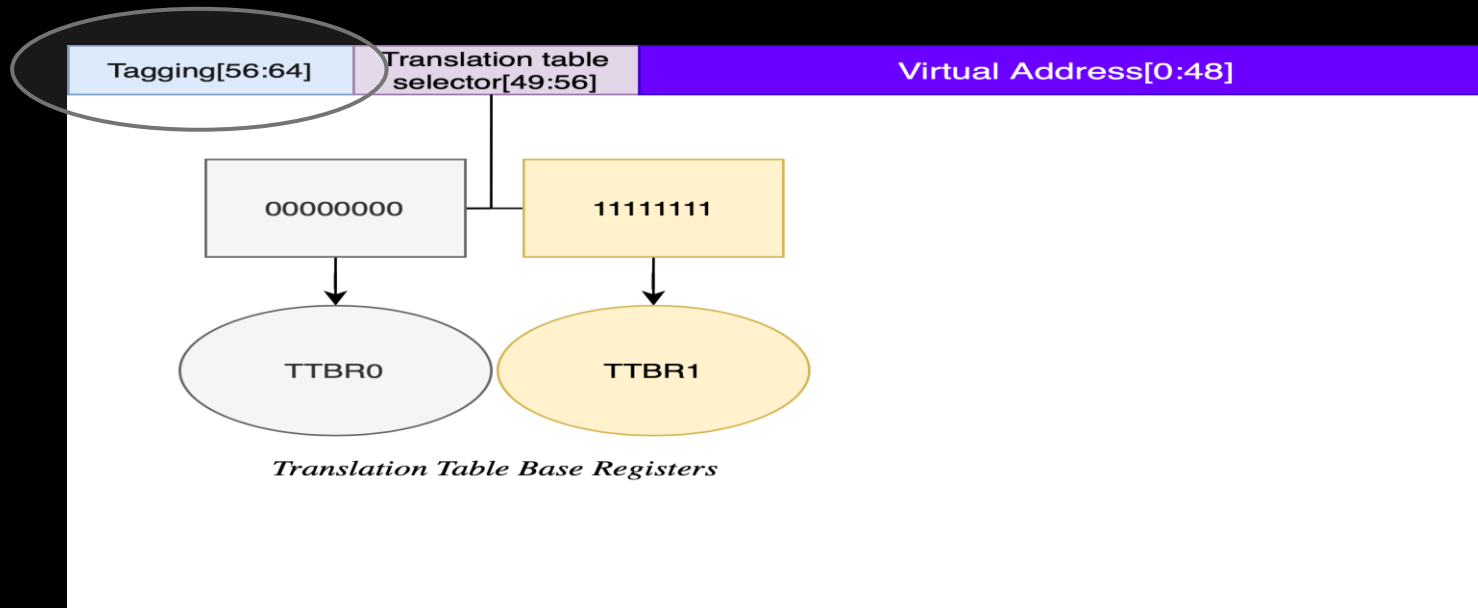 Tagging[56:64]
Translation table
selector[49:56]
Virtual Address[0:48]
00000000
11111111
TTBR0
TTBR1
Translation Table Base Registers